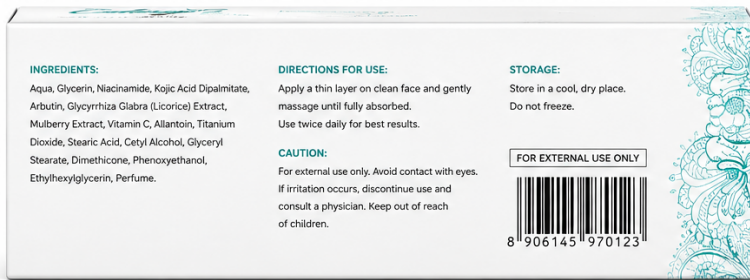 INGREDIENTS:
Aqua, Glycerin, Niacinamide, Kojic Acid Dipalmitate,
Arbutin, Glycyrrhiza Glabra (Licorice) Extract,
Mulberry Extract, Vitamin C, Allantoin, Titanium
Dioxide, Stearic Acid, Cetyl Alcohol, Glyceryl
Stearate, Dimethicone, Phenoxyethanol,
Ethylhexylglycerin, Perfume.
DIRECTIONS FOR USE:
Apply a thin layer on clean face and gently
massage until fully absorbed.
Use twice daily for best results.
CAUTION:
For external use only. Avoid contact with eyes.
If irritation occurs, discontinue use and
consult a physician. Keep out of reach
of children.
STORAGE:
Store in a cool, dry place.
Do not freeze.
FOR EXTERNAL USE ONLY
8 906145 970123